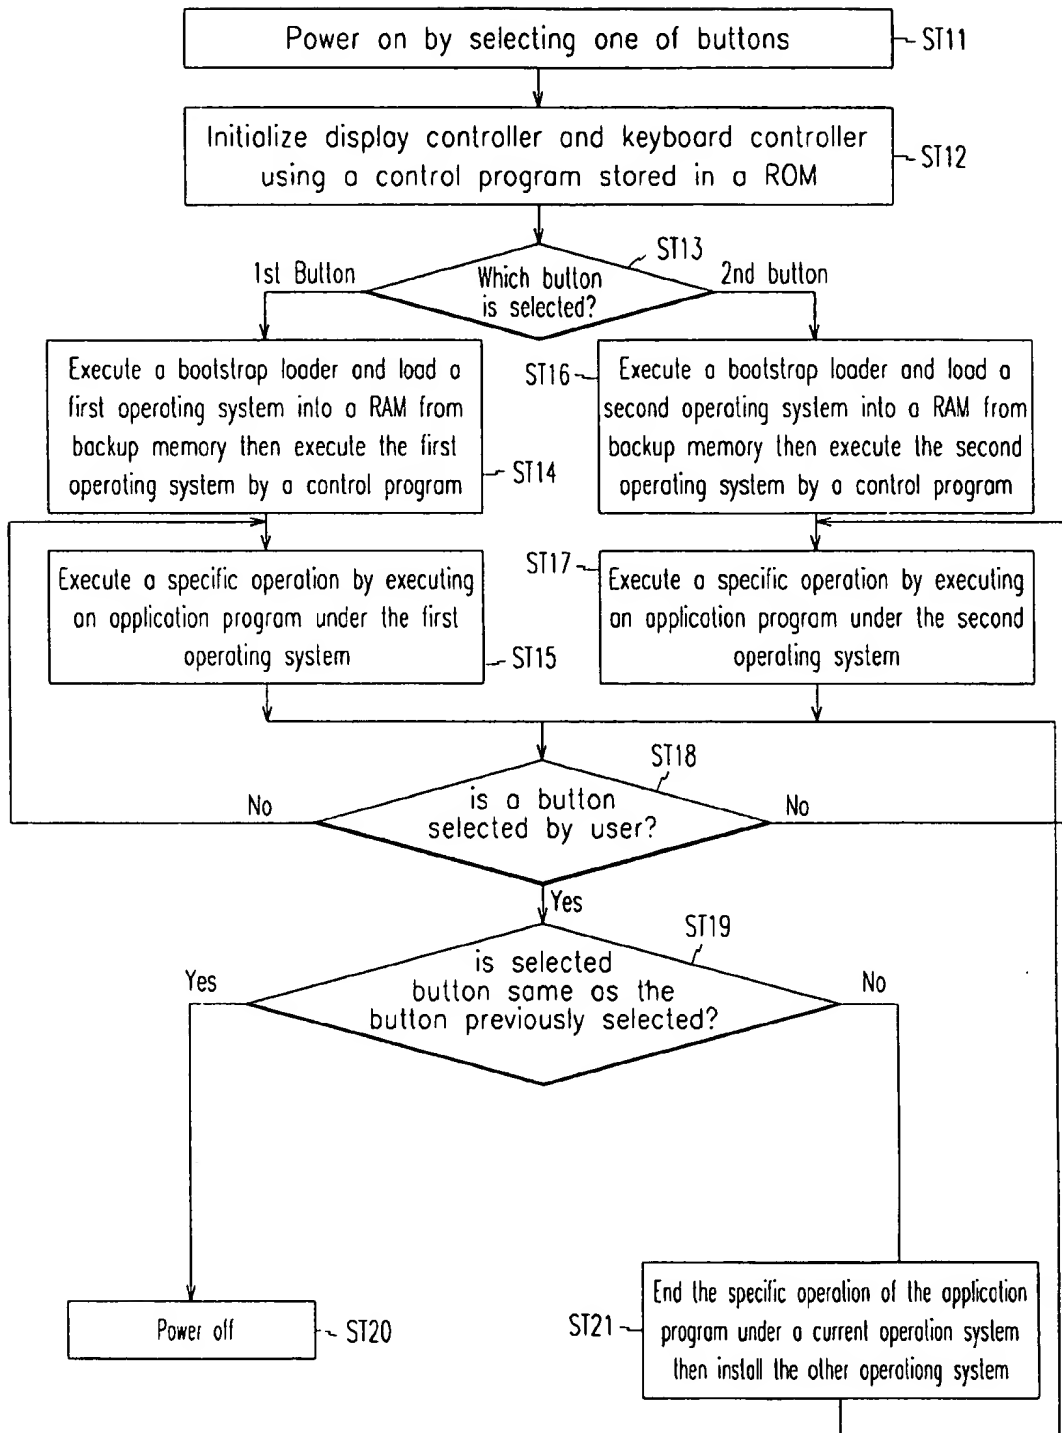 Power on by selecting one of buttons
ST11
Initialize display controller and keyboard controller
using a control program stored in a ROM
ST12
ST13
1st Button
Which button
is selected?
2nd button
Execute a bootstrap loader and load a
first operating system into a RAM from
backup memory then execute the first
operating system by a control program
ST14
ST16
Execute a bootstrap loader and load a
second operating system into a RAM from
backup memory then execute the second
operating system by a control program
Execute a specific operation by executing
an application program under the first
operating system
ST15
ST17
Execute a specific operation by executing
an application program under the second
operating system
ST18
No
is a button
selected by user?
No
Yes
ST19
Yes
is selected
button same as the
button previously selected?
No
Power off
ST20
ST21
End the specific operation of the application
program under a current operation system
then install the other operationg system